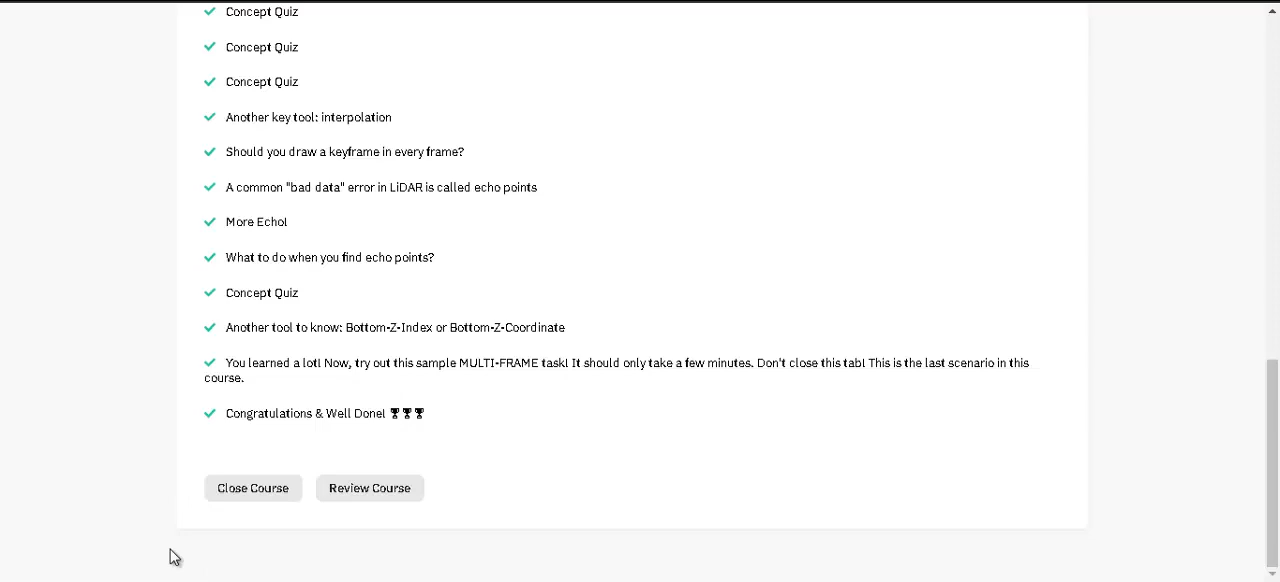 Concept Quiz
Concept Quiz
Concept Quiz
Another key tool: interpolation
Should you draw a keyframe in every frame?
A common "bad data" error in LiDAR is called echo points
More Echo!
What to do when you find echo points?
Concept Quiz
Another tool to know: Bottom-Z-Index or Bottom-Z-Coordinate
You learned a lot! Now, try out this sample MULTI-FRAME task! It should only take a few minutes. Don't close this tab! This is the last scenario in this
course.
Congratulations & Well Done! 🏆🏆🏆
Close Course
Review Course